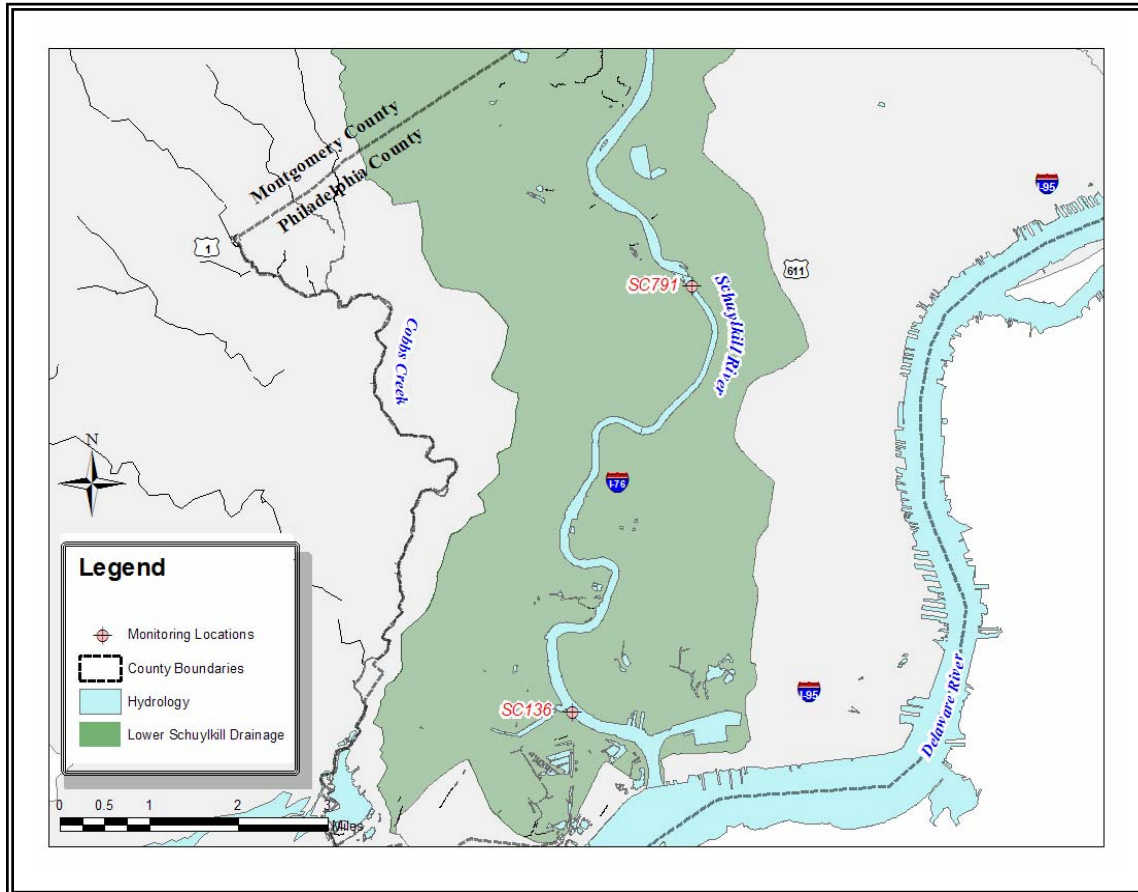 Montgomery County
Philadelphia County
I-95
1
611
SC791
Schuylkill River
Cobbs Creek
N
I-76
Legend
Monitoring Locations
County Boundaries
Hydrology
Lower Schuylkill Drainage
SC136
I-95
Delaware River
0 0.5 1 2 3
Miles